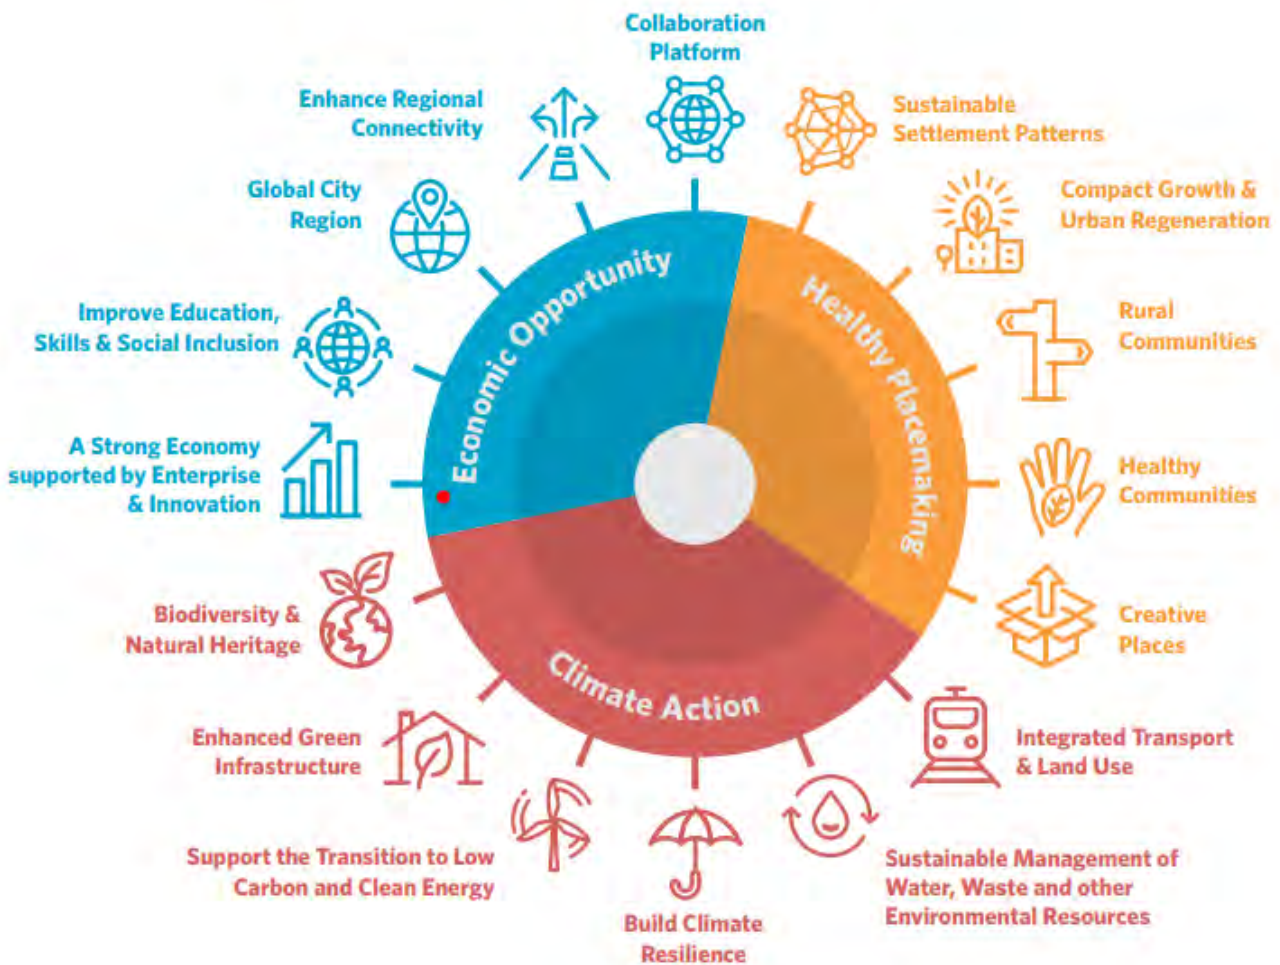 Collaboration
Platform
Enhance Regional
Connectivity
Sustainable
Settlement Patterns
Global City
Region
Compact Growth &
Urban Regeneration
Improve Education,
Skills & Social Inclusion
Rural
Communities
A Strong Economy
supported by Enterprise
& Innovation
Healthy
Communities
Economic Opportunity
Healthy Placemaking
Climate Action
Biodiversity &
Natural Heritage
Creative
Places
Enhanced Green
Infrastructure
Integrated Transport
& Land Use
Support the Transition to Low
Carbon and Clean Energy
Sustainable Management of
Water, Waste and other
Environmental Resources
Build Climate
Resilience